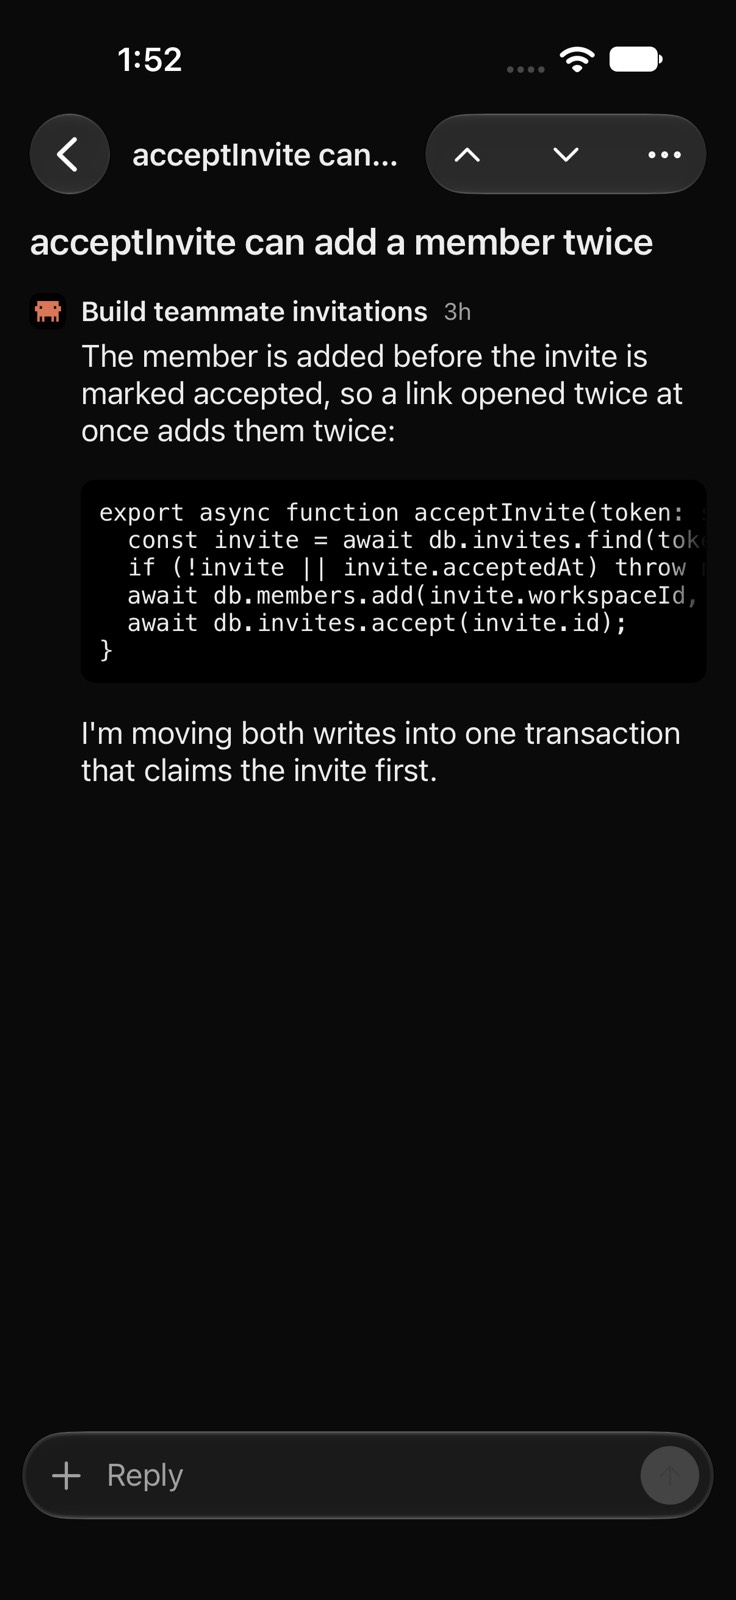 1:52
acceptInvite can...
acceptInvite can add a member twice
Build teammate invitations 3h
The member is added before the invite is
marked accepted, so a link opened twice at
once adds them twice:
export async function acceptInvite(token:
const invite = await db.invites.find(tok
if (!invite || invite.acceptedAt) throw
await db.members.add(invite.workspaceId,
await db.invites.accept(invite.id);
}
I'm moving both writes into one transaction
that claims the invite first.
Reply